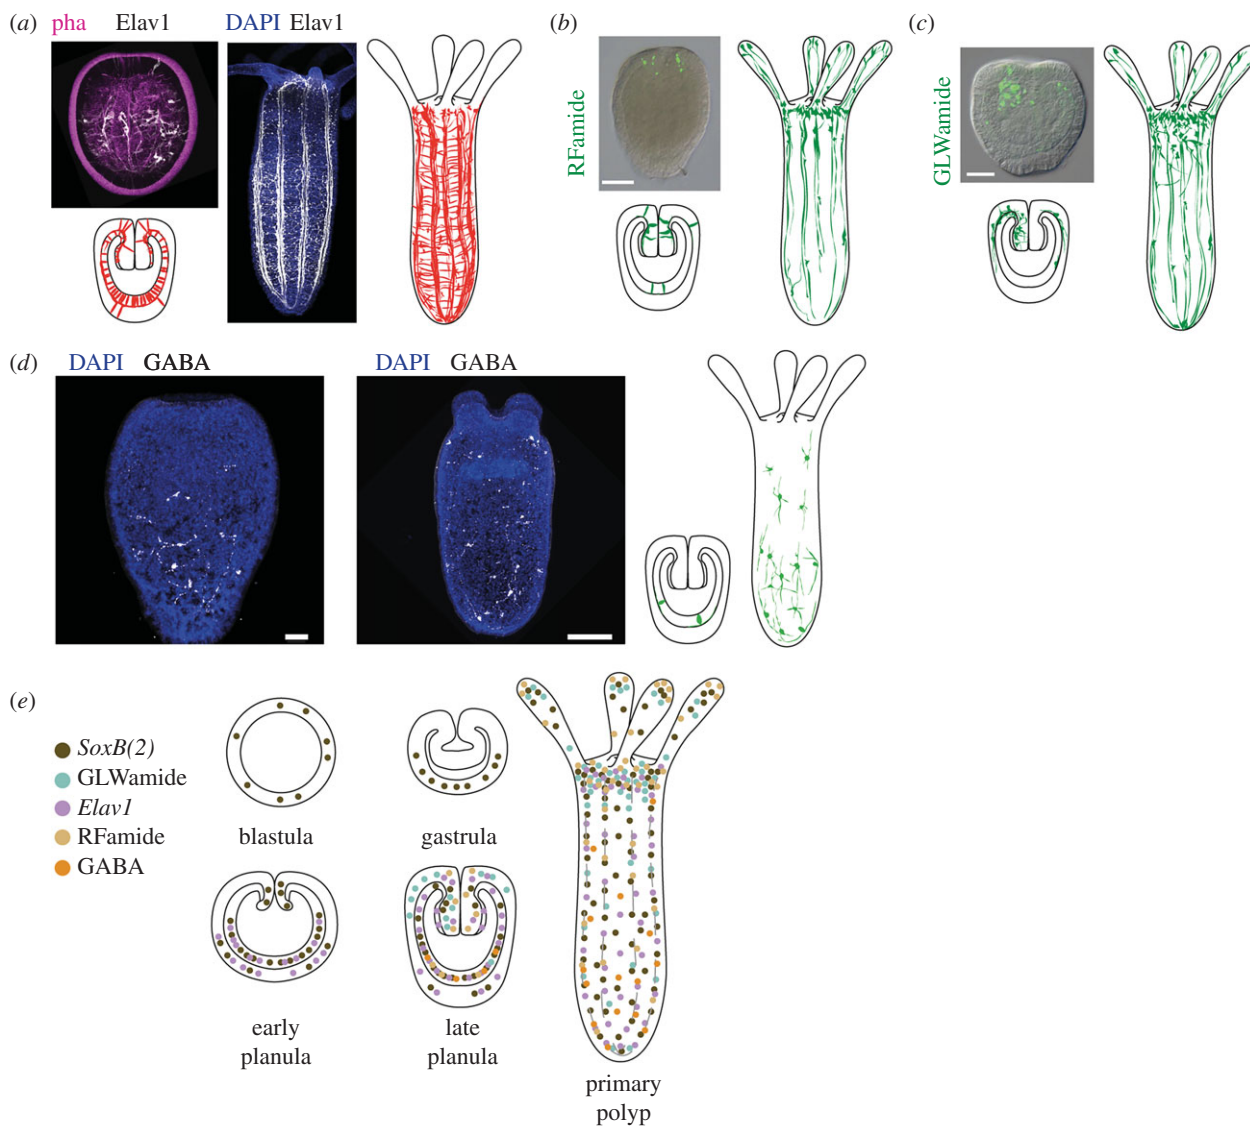 (a) pha Elav1 DAPI Elav1
(b)
RFamide
(c)
GLWamide
(d) DAPI GABA DAPI GABA
(e)
SoxB(2)
GLWamide
Elav1
RFamide
GABA
blastula
gastrula
early
planula
late
planula
primary
polyp